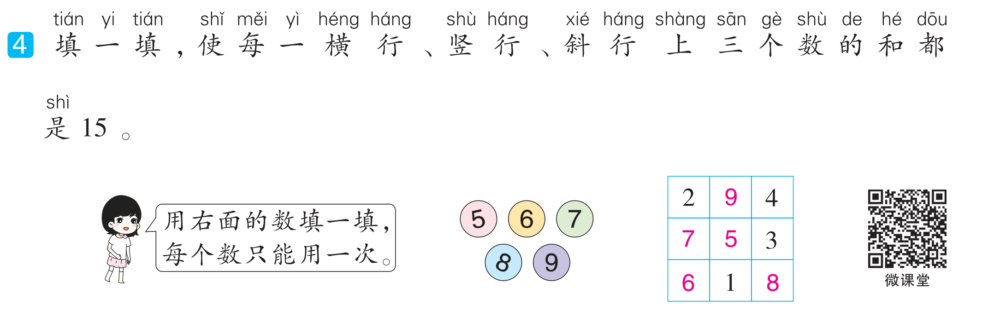 tián yi tián shǐ měi yì héng háng shù háng xié háng shàng sān gè shù de hé dōu
4 填一填，使每一横行、竖行、斜行上三个数的和都
shì
是 15 。
用右面的数填一填，
每个数只能用一次。
5 6 7
8 9
2 9 4
7 5 3
6 1 8
微课堂